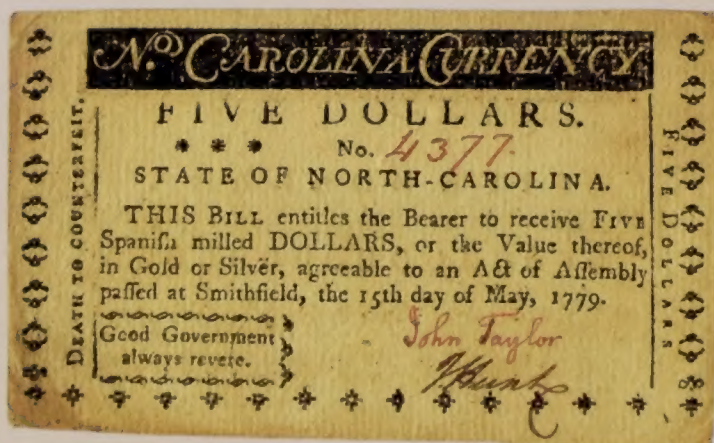 No. CAROLINA CURRENCY
FIVE DOLLARS.
* * * No. 4377
STATE OF NORTH-CAROLINA.
THIS BILL entitles the Bearer to receive FIVE
Spaniſh milled DOLLARS, or the Value thereof,
in Gold or Silver, agreeable to an Act of Aſſembly
paſſed at Smithfield, the 15th day of May, 1779.
Good Government
always revere.
John Taylor
JHunt
DEATH TO COUNTERFEIT.
FIVE DOLLARS